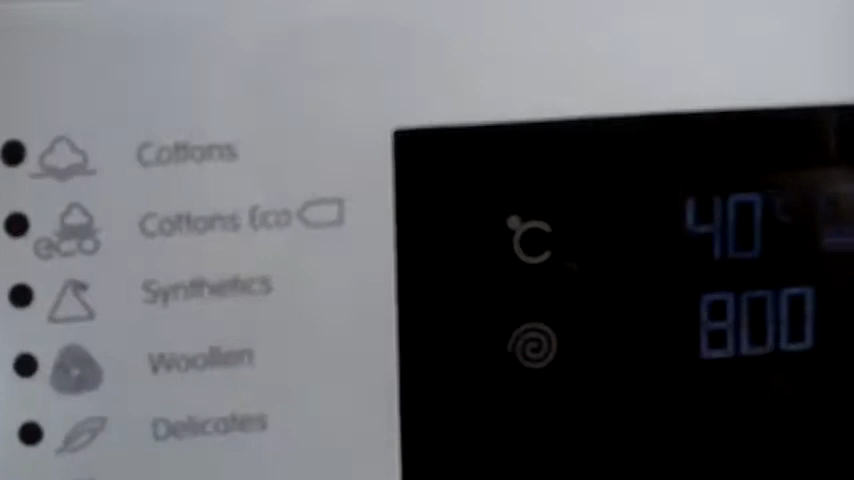 Cottons
eco Cottons Eco
Synthetics
Woollen
Delicates
°C 40°C
800